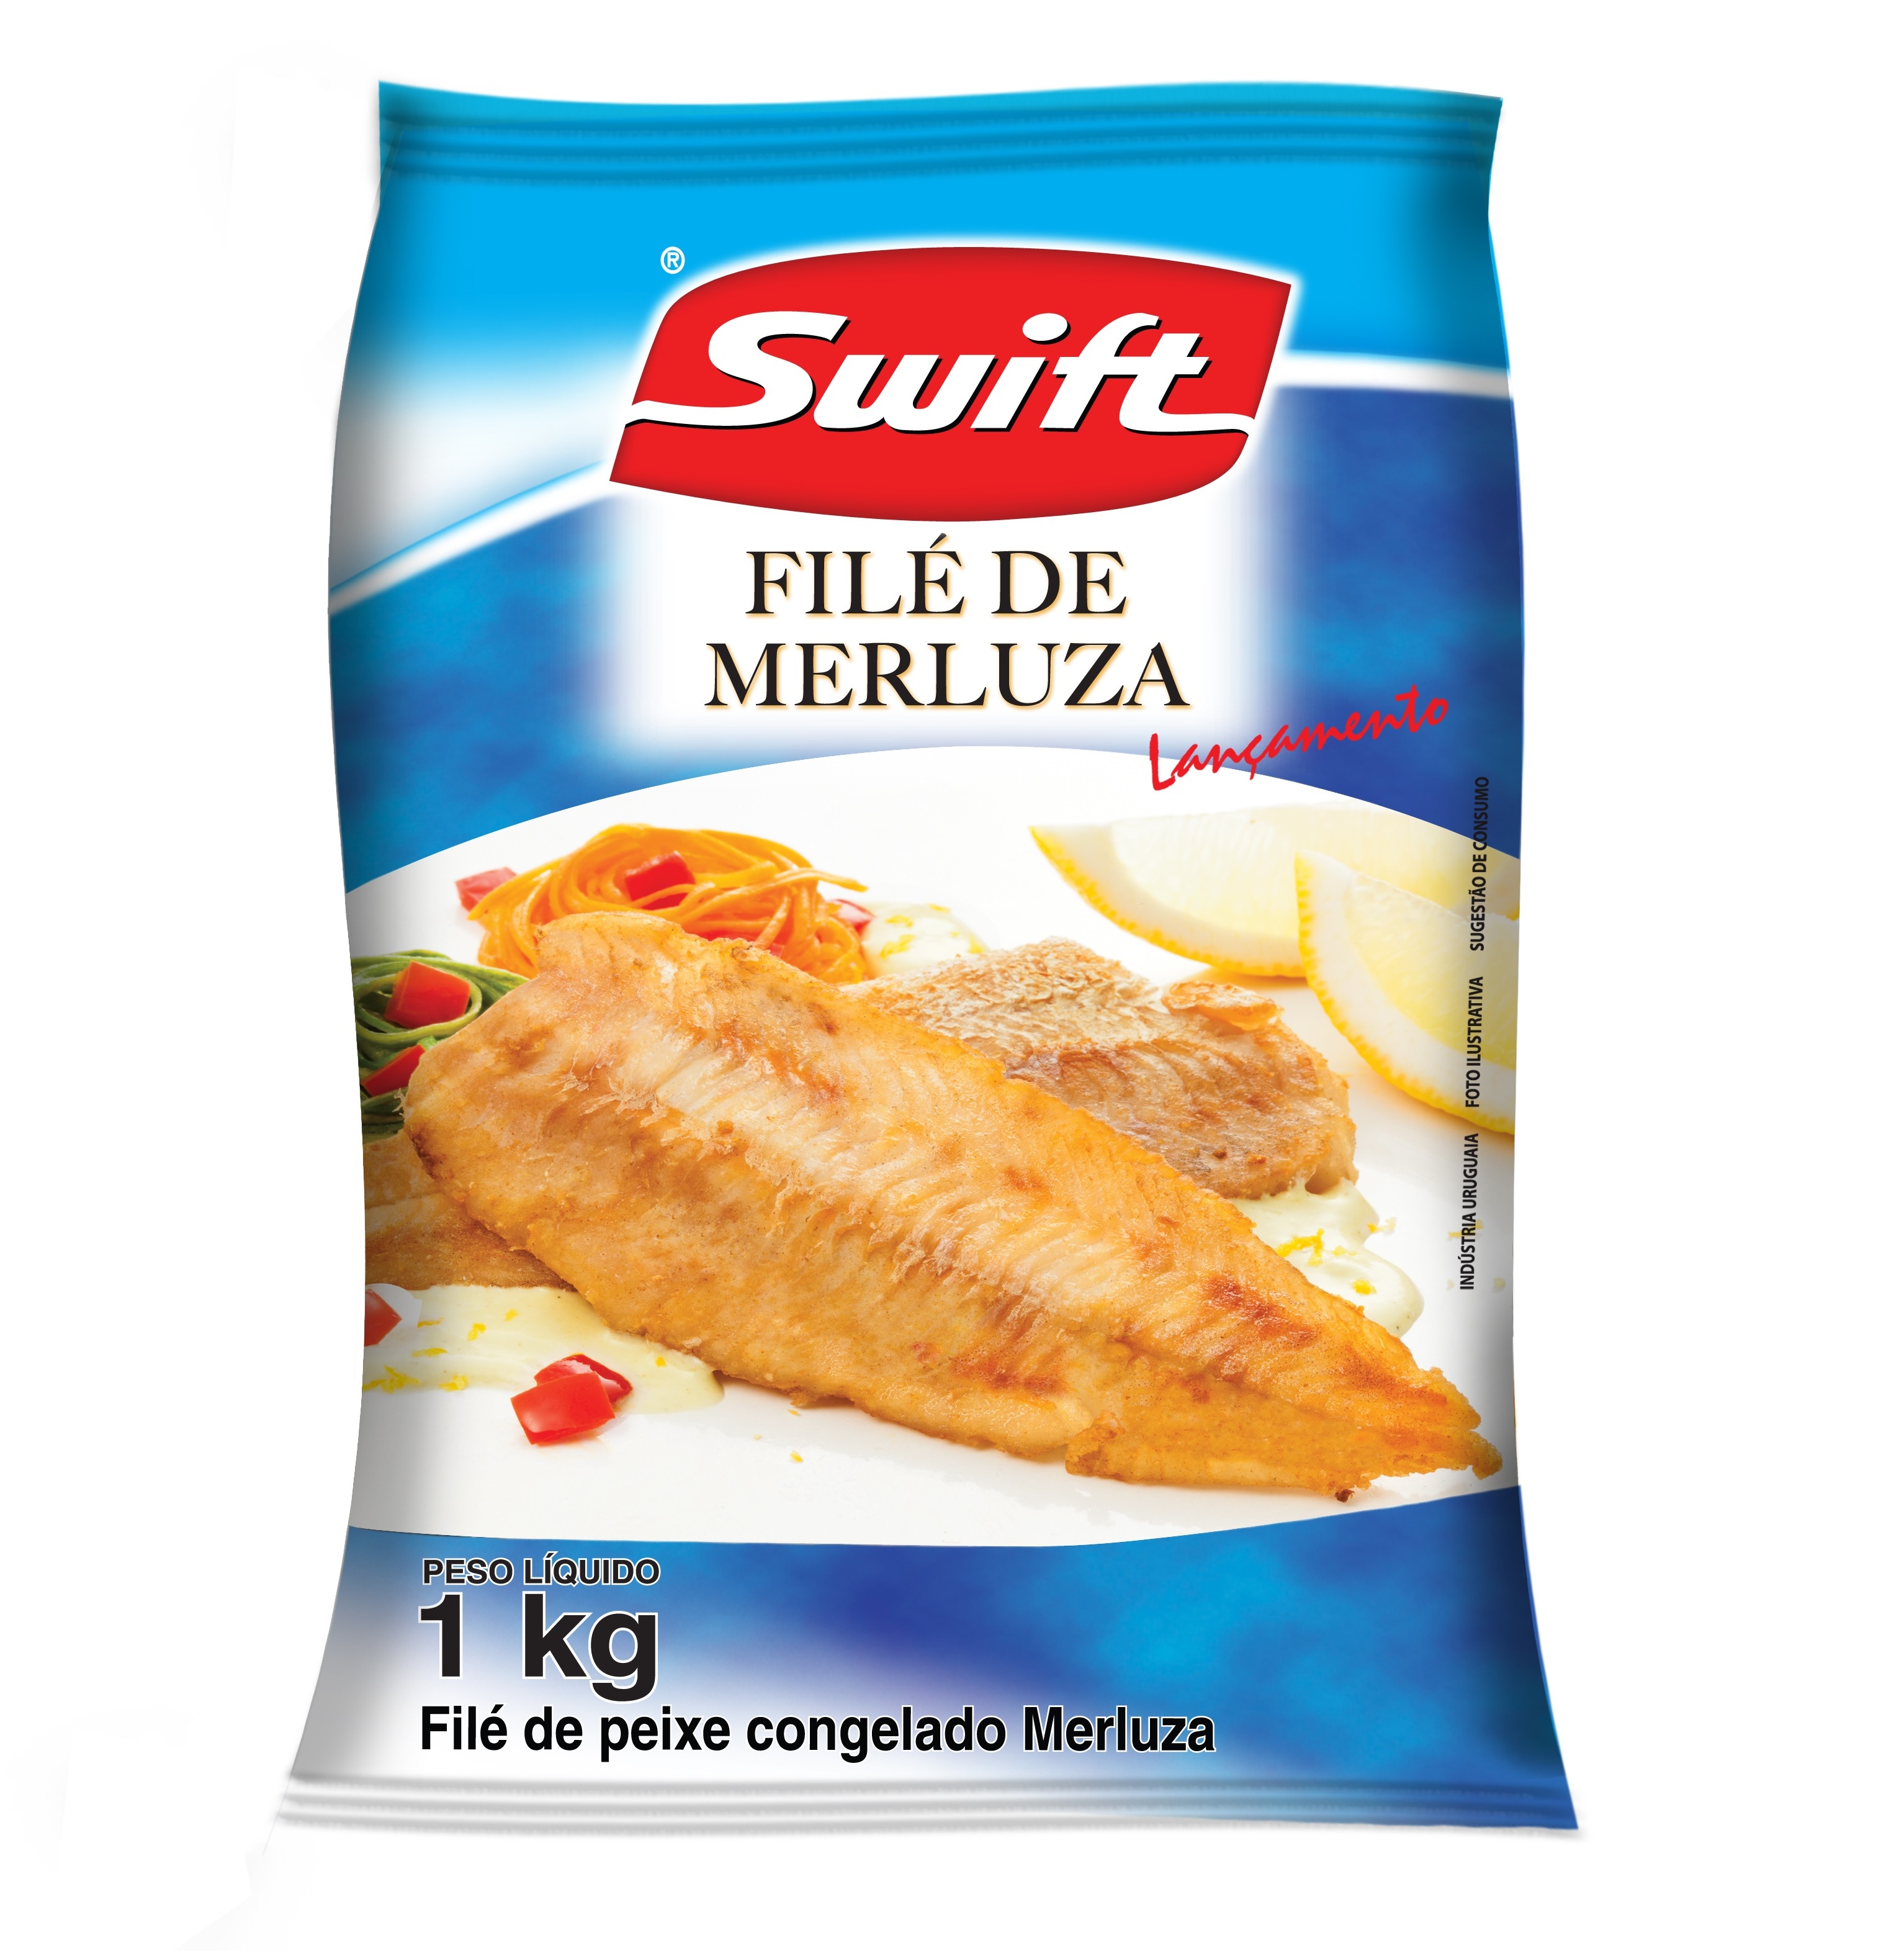 ®
Swift
FILÉ DE
MERLUZA
Lançamento
INDÚSTRIA URUGUAIA FOTO ILUSTRATIVA SUGESTÃO DE CONSUMO
PESO LÍQUIDO
1 kg
Filé de peixe congelado Merluza